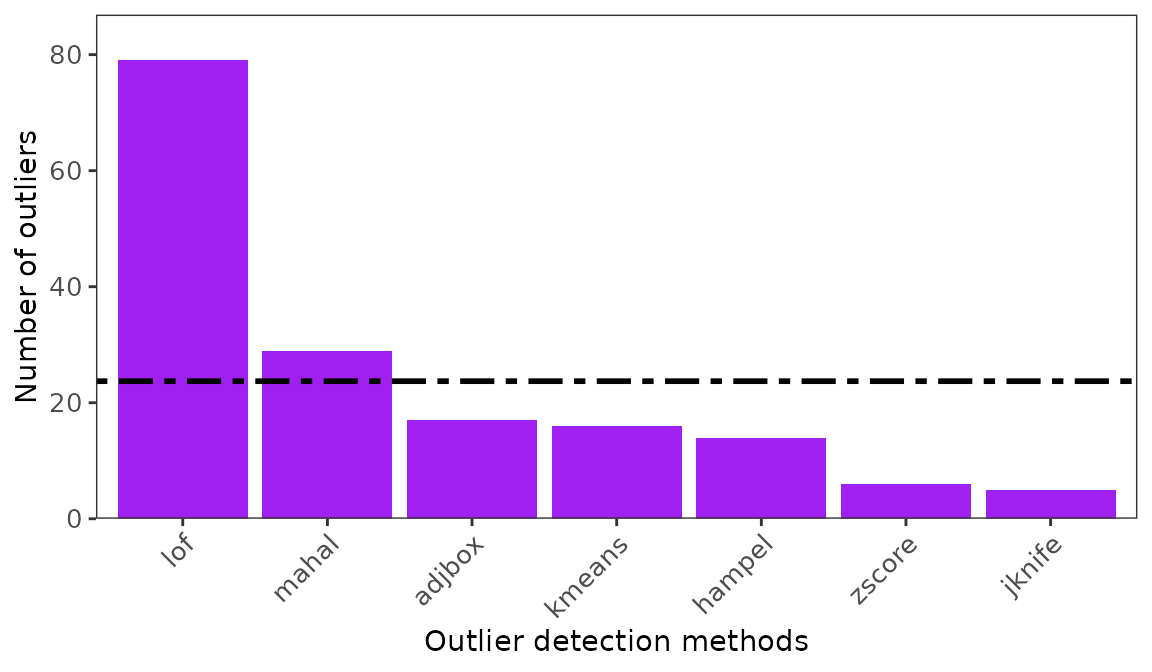 Number of outliers
80
60
40
20
0
lof
mahal
adjbox
kmeans
hampel
zscore
jknife
Outlier detection methods